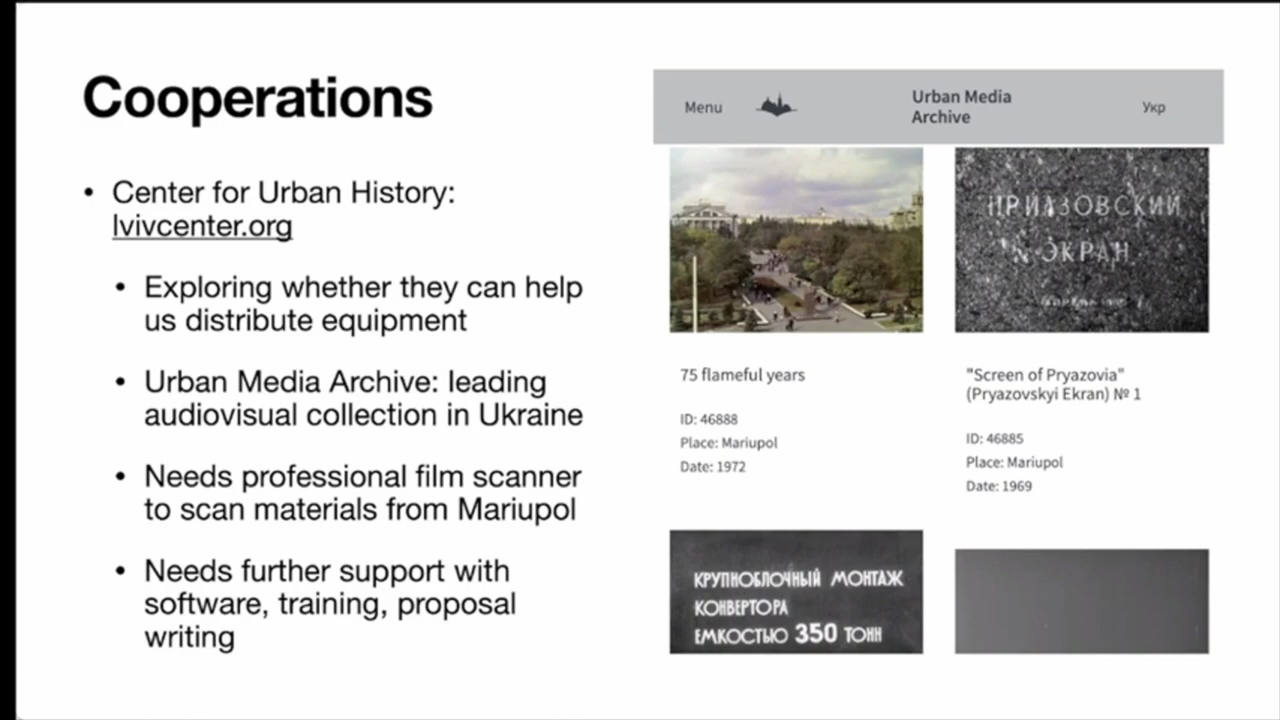 Cooperations
• Center for Urban History:
lvivcenter.org
• Exploring whether they can help
us distribute equipment
• Urban Media Archive: leading
audiovisual collection in Ukraine
• Needs professional film scanner
to scan materials from Mariupol
• Needs further support with
software, training, proposal
writing
Menu
Urban Media
Archive
Укр
ПРИАЗОВСКИЙ
ЭКРАН
75 flameful years
ID: 46888
Place: Mariupol
Date: 1972
"Screen of Pryazovia"
(Pryazovskyi Ekran) № 1
ID: 46885
Place: Mariupol
Date: 1969
КРУПНОБЛОЧНЫЙ МОНТАЖ
КОНВЕРТОРА
ЕМКОСТЬЮ 350 ТОНН